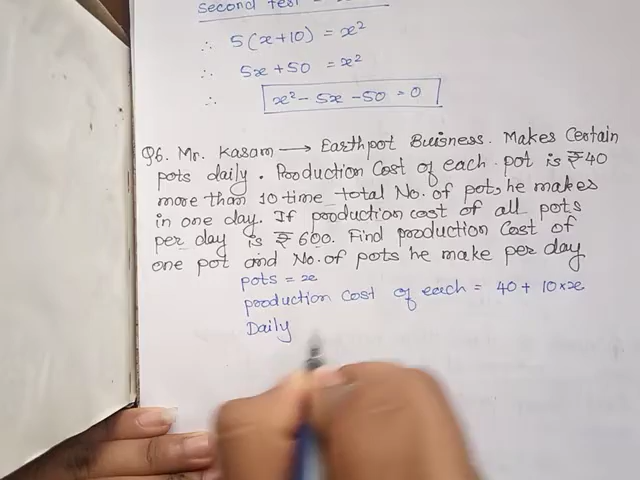 Second Test =
∴ 5(x+10) = x²
∴ 5x+50 = x²
∴ x² - 5x - 50 = 0
Q6. Mr. Kasam → Earthpot Buisness. Makes Certain
pots daily. Production Cost of each pot is ₹40
more than 10 time total No. of pot, he makes
in one day. If production cost of all pots
per day is ₹ 600. Find production Cost of
one pot and No. of pots he make per day
pots = x
production cost of each = 40 + 10×x
Daily